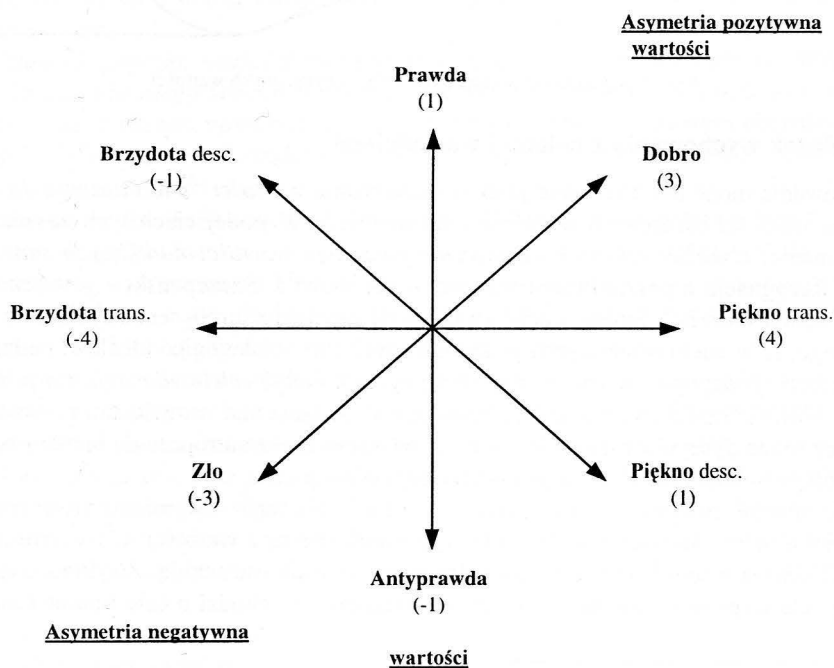 Asymetria pozytywna
wartości
Prawda
(1)
Brzydota desc.
(-1)
Dobro
(3)
Brzydota trans.
(-4)
Piękno trans.
(4)
Zło
(-3)
Piękno desc.
(1)
Antyprawda
(-1)
Asymetria negatywna
wartości